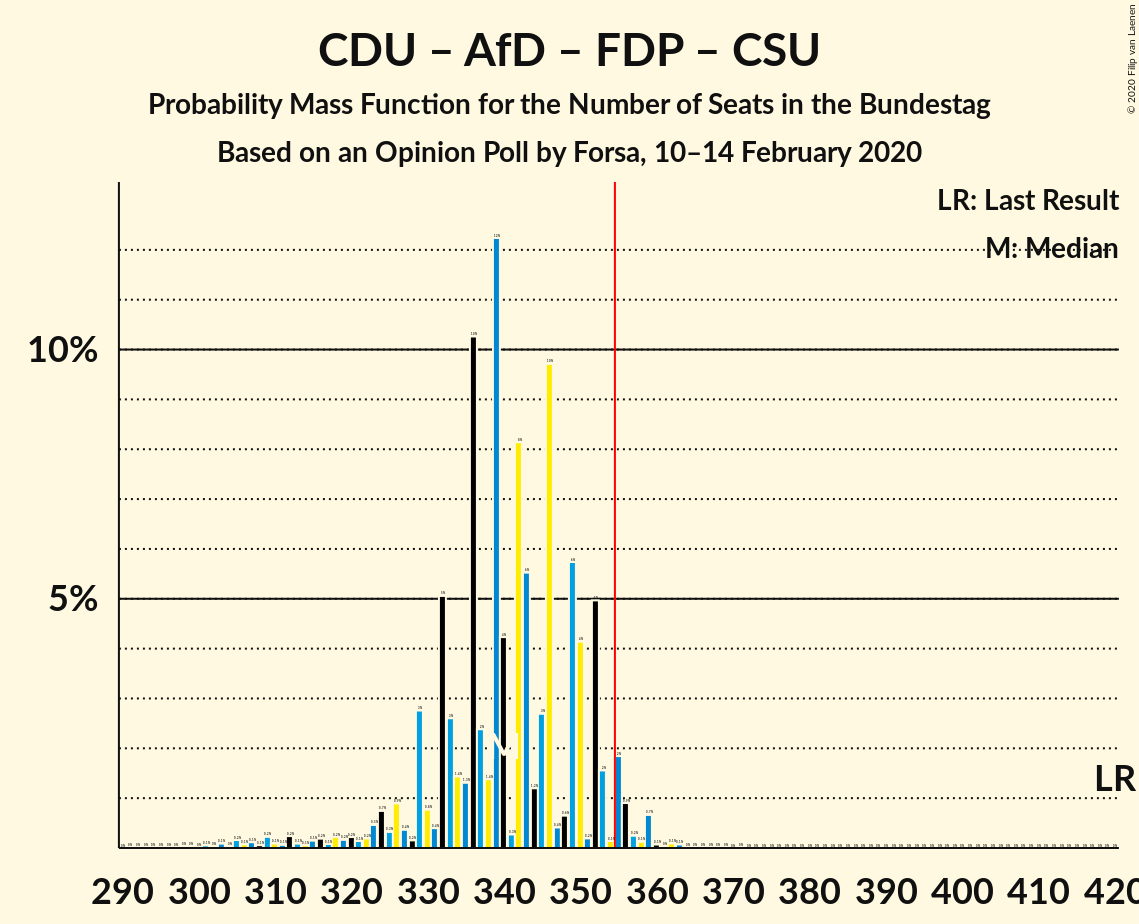 CDU – AfD – FDP – CSU
Probability Mass Function for the Number of Seats in the Bundestag
Based on an Opinion Poll by Forsa, 10–14 February 2020
© 2020 Filip van Laenen
LR: Last Result
M: Median
10%
5%
M
LR
290 300 310 320 330 340 350 360 370 380 390 400 410 420